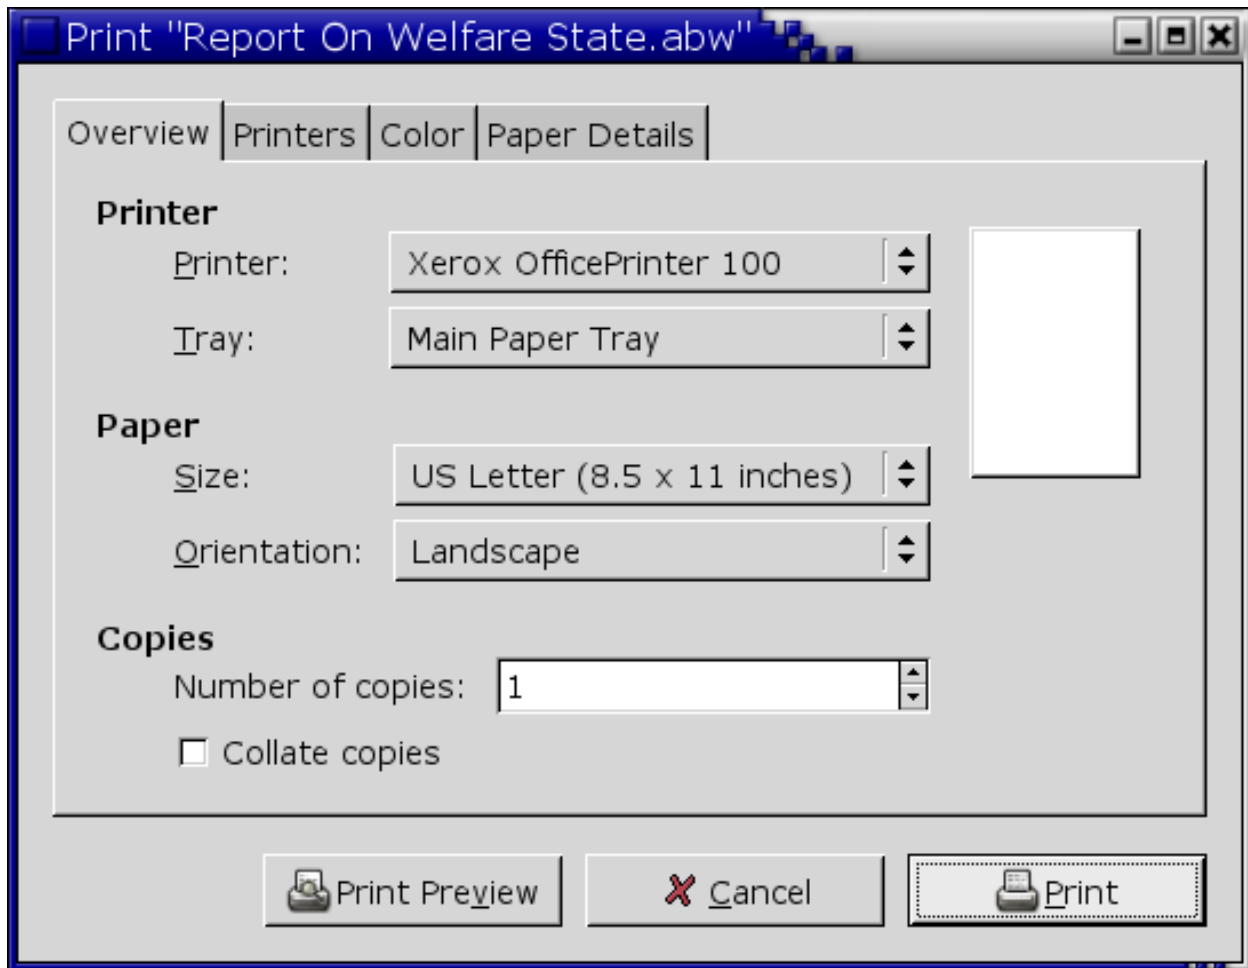 Print "Report On Welfare State.abw"
Overview Printers Color Paper Details
Printer
Printer: Xerox OfficePrinter 100
Tray: Main Paper Tray
Paper
Size: US Letter (8.5 x 11 inches)
Orientation: Landscape
Copies
Number of copies: 1
Collate copies
Print Preview Cancel Print